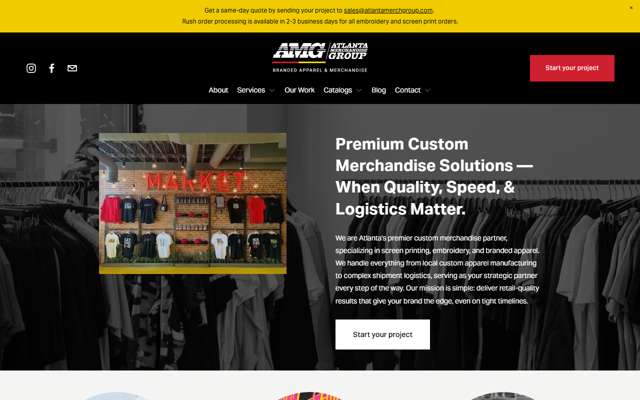 Get a same-day quote by sending your project to sales@atlantamerchgroup.com.
Rush order processing is available in 2-3 business days for all embroidery and screen print orders.
×
AMG ATLANTA MERCHANDISE GROUP
BRANDED APPAREL & MERCHANDISE
Start your project
About Services Our Work Catalogs Blog Contact
MARKET
Premium Custom
Merchandise Solutions —
When Quality, Speed, &
Logistics Matter.
We are Atlanta's premier custom merchandise partner,
specializing in screen printing, embroidery, and branded apparel.
We handle everything from local custom apparel manufacturing
to complex shipment logistics, serving as your strategic partner
every step of the way. Our mission is simple: deliver retail-quality
results that give your brand the edge, even on tight timelines.
Start your project